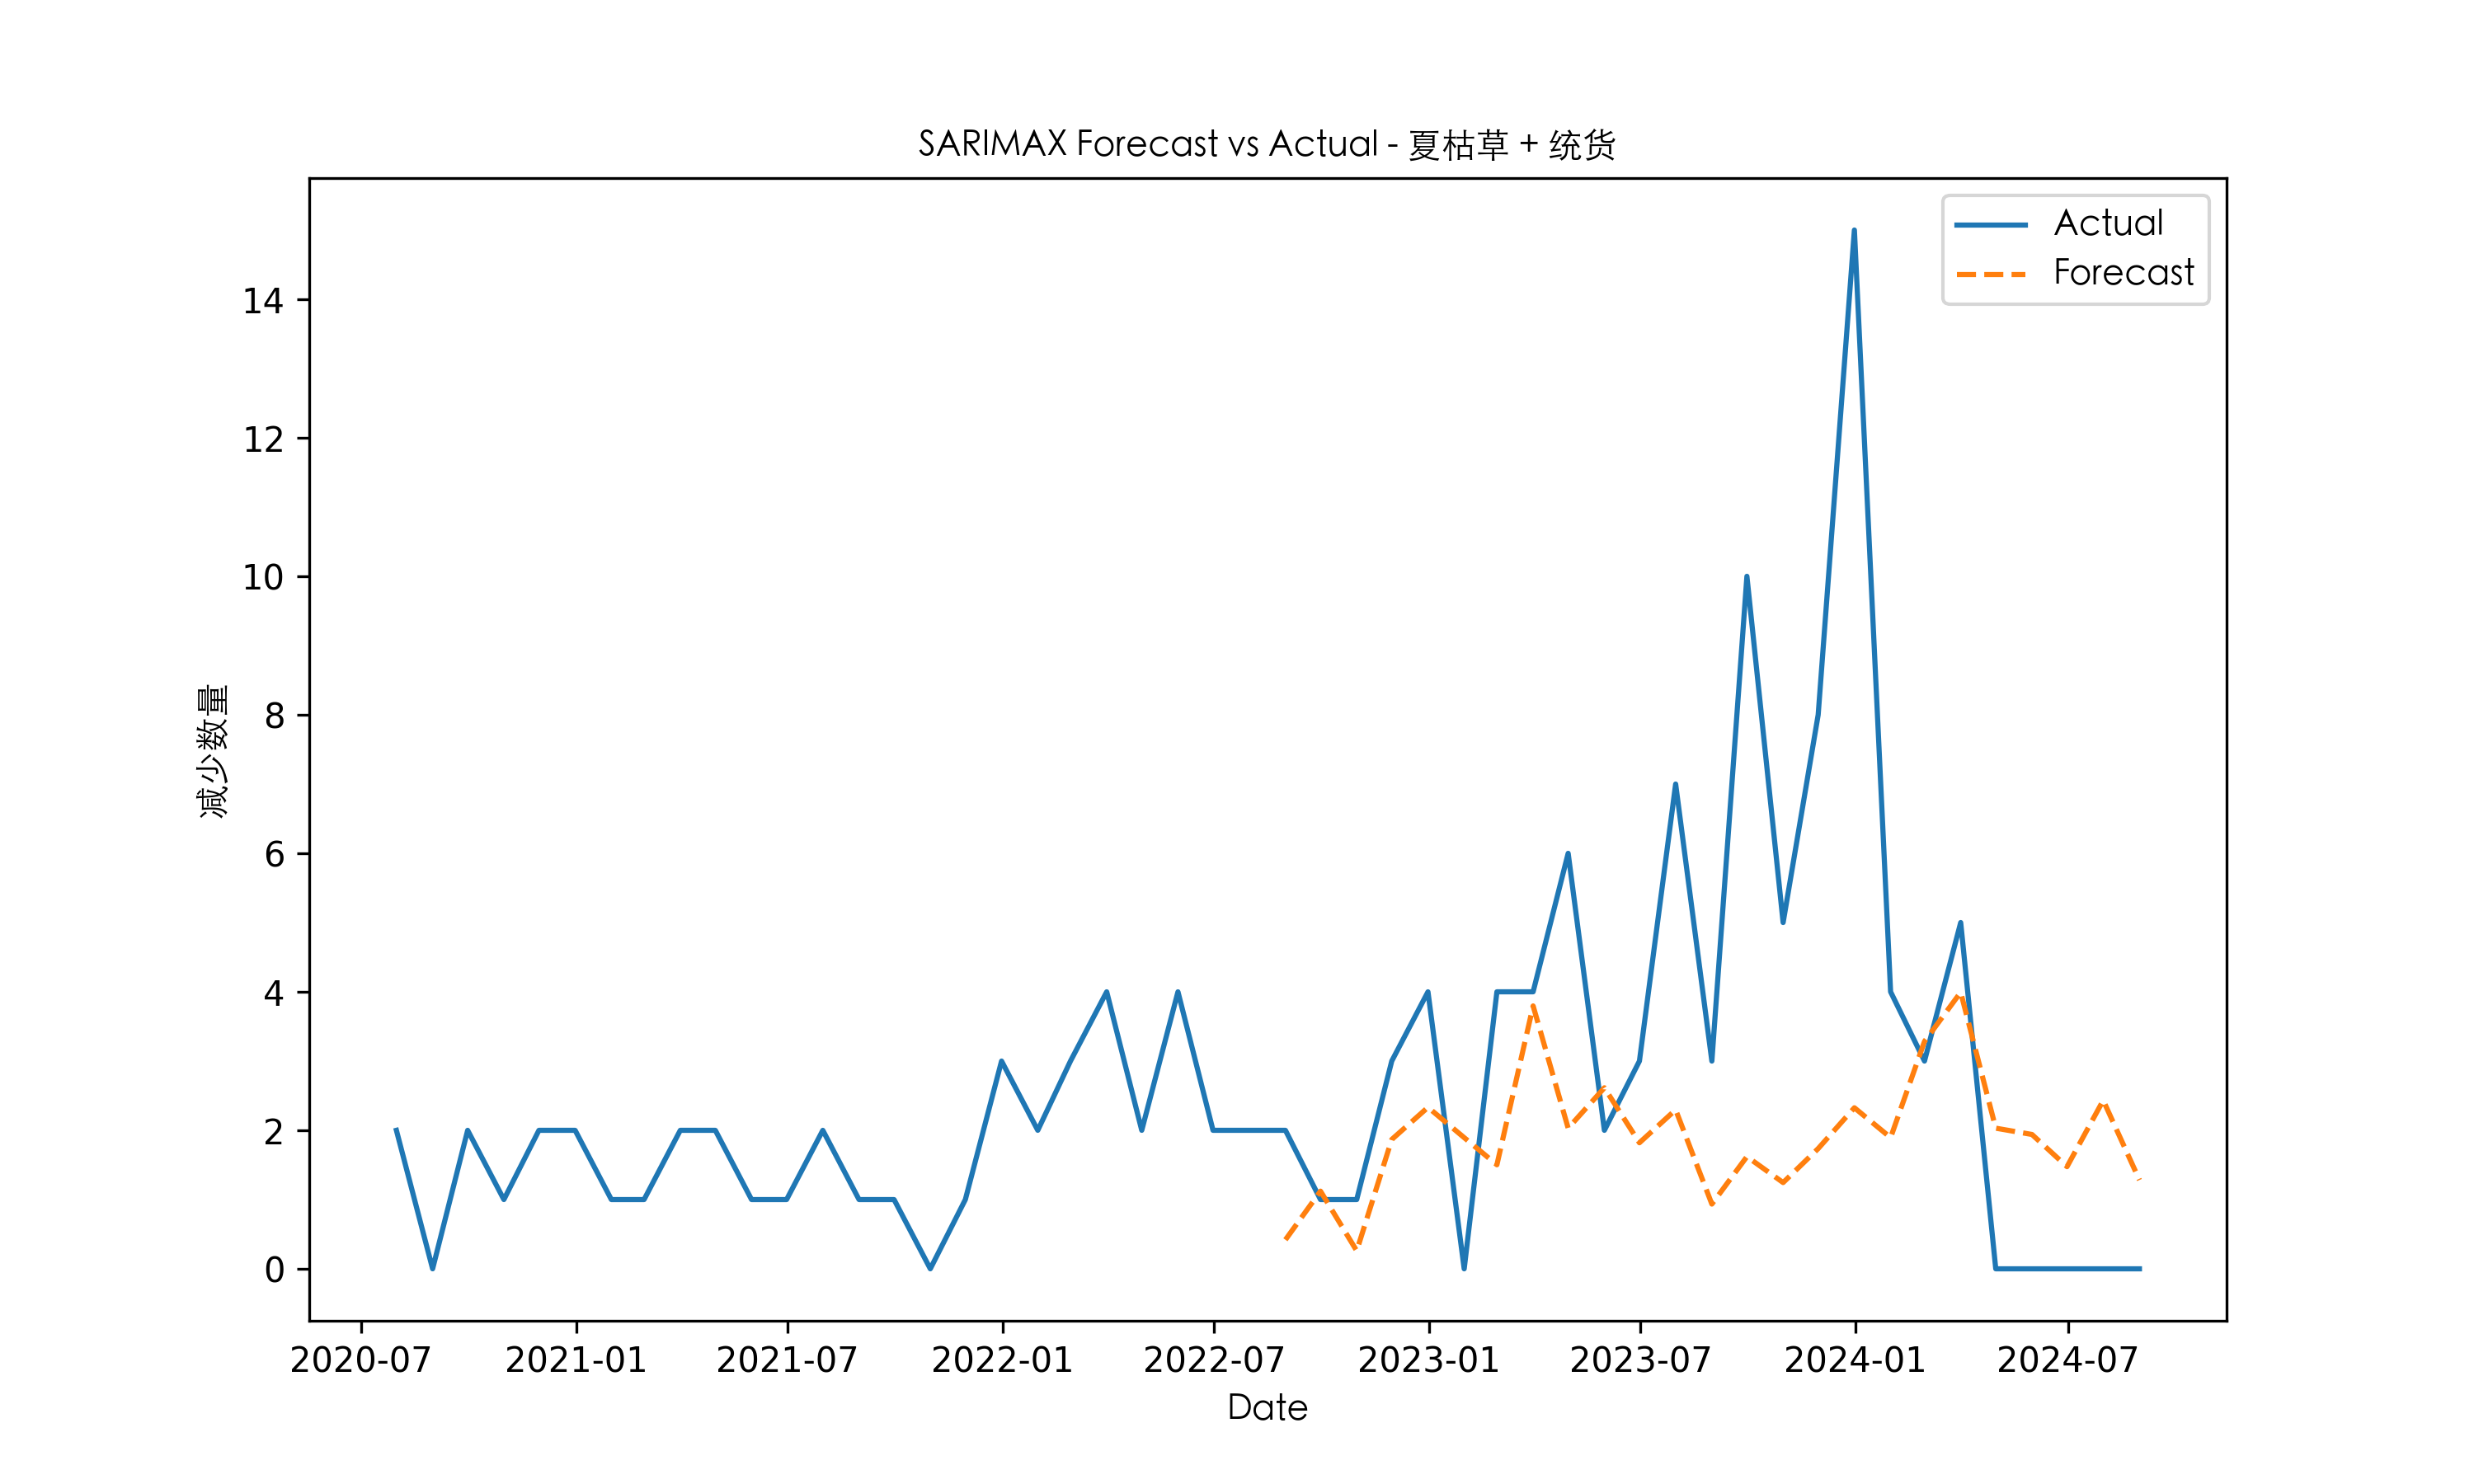 SARIMAX Forecast vs Actual - 夏枯草 + 统货
Actual
Forecast
14
12
10
8
6
4
2
0
减少数量
2020-07 2021-01 2021-07 2022-01 2022-07 2023-01 2023-07 2024-01 2024-07
Date